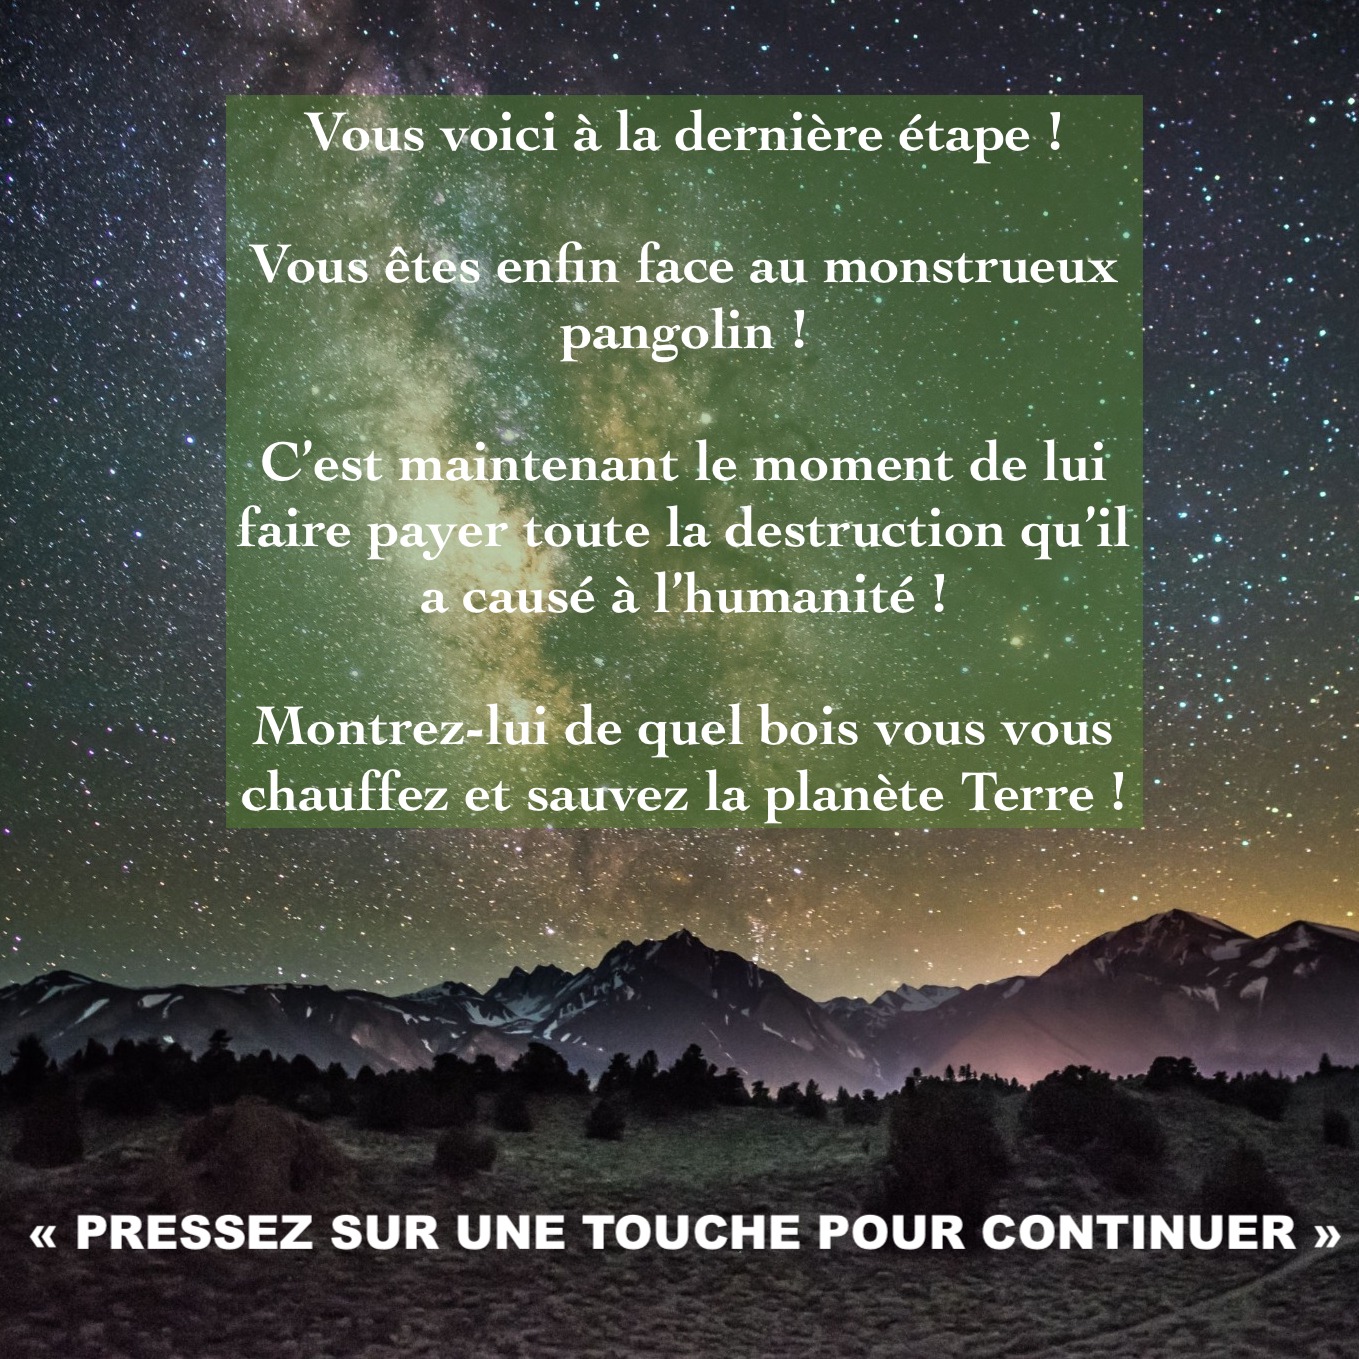 Vous voici à la dernière étape !
Vous êtes enfin face au monstrueux
pangolin !
C’est maintenant le moment de lui
faire payer toute la destruction qu’il
a causé à l’humanité !
Montrez-lui de quel bois vous vous
chauffez et sauvez la planète Terre !
« PRESSEZ SUR UNE TOUCHE POUR CONTINUER »